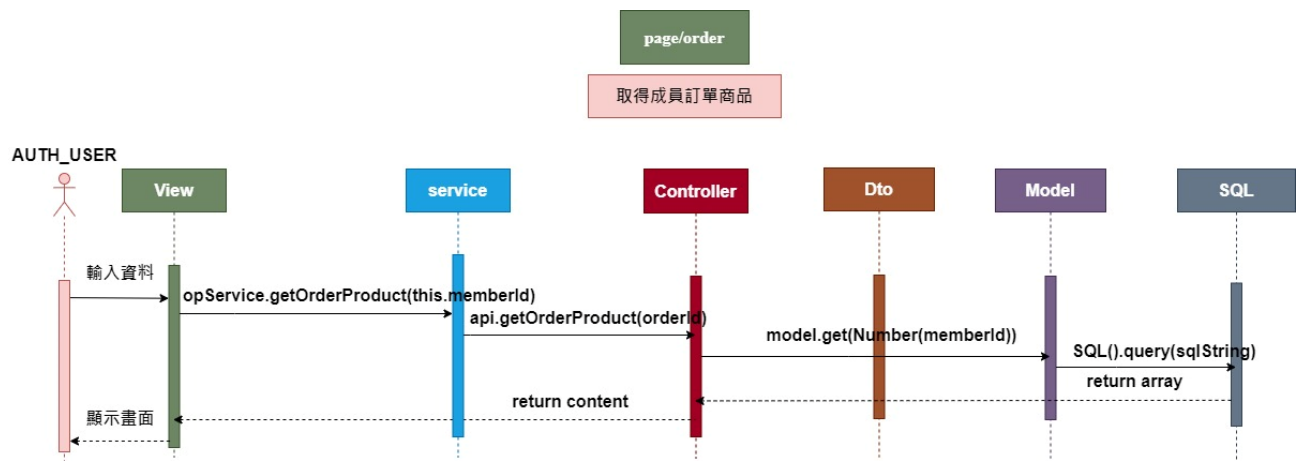 page/order
取得成員訂單商品
AUTH_USER
View
service
Controller
Dto
Model
SQL
輸入資料
opService.getOrderProduct(this.memberId)
api.getOrderProduct(orderId)
model.get(Number(memberId))
SQL().query(sqlString)
return array
return content
顯示畫面